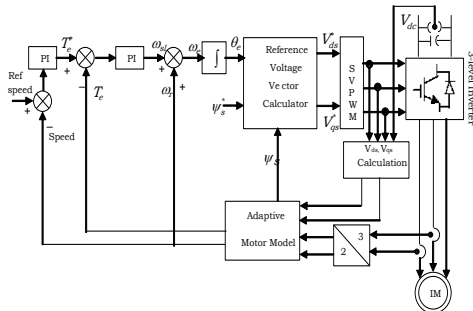 T*e
PI
PI
ωsl
ωe
θe
∫
Reference
Voltage
Vector
Calculator
V*ds
V*qs
S
V
P
W
M
Vdc
3-level Inverter
Ref
speed
+
−
Speed
+
−
Te
+
+
ωr
ψ*s
ψs
Vds, Vqs
Calculation
Adaptive
Motor Model
3
2
IM